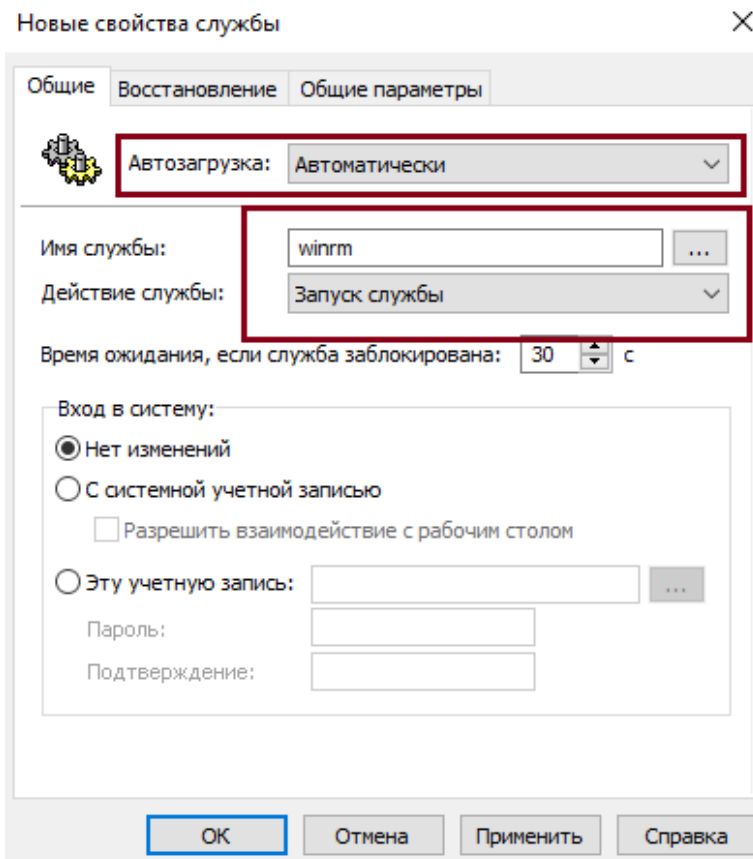 Новые свойства службы
Общие Восстановление Общие параметры
Автозагрузка: Автоматически
Имя службы: winrm ...
Действие службы: Запуск службы
Время ожидания, если служба заблокирована: 30 с
Вход в систему:
Нет изменений
С системной учетной записью
Разрешить взаимодействие с рабочим столом
Эту учетную запись: ...
Пароль:
Подтверждение:
ОК Отмена Применить Справка